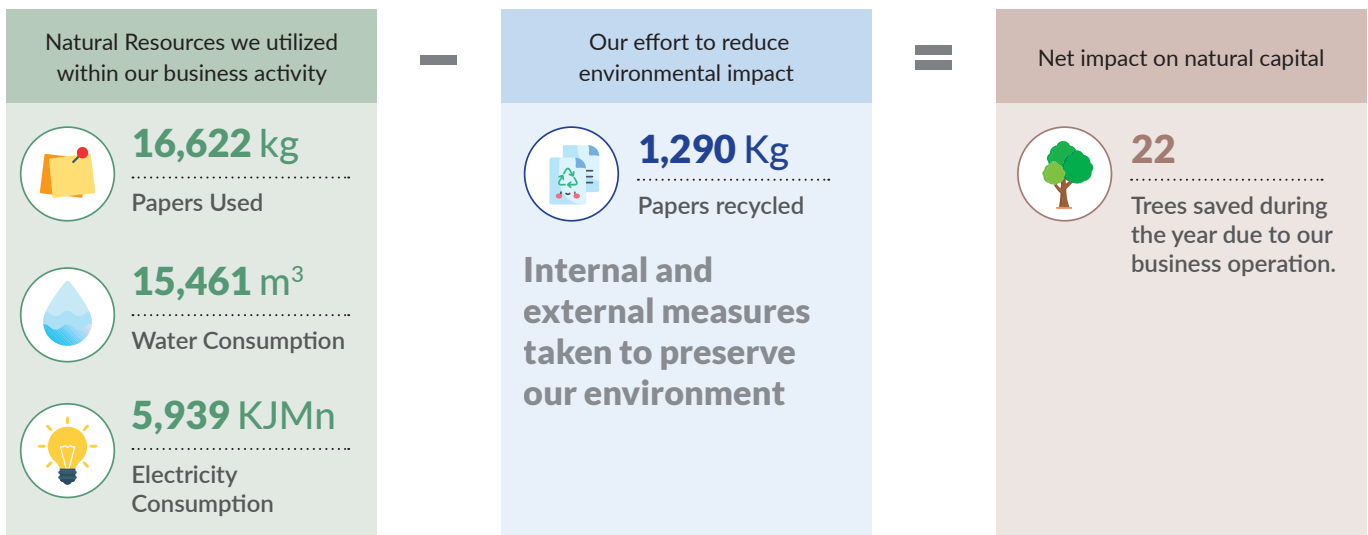 Natural Resources we utilized
within our business activity
16,622 kg
Papers Used
15,461 m³
Water Consumption
5,939 KJMn
Electricity
Consumption
Our effort to reduce
environmental impact
1,290 Kg
Papers recycled
Internal and
external measures
taken to preserve
our environment
Net impact on natural capital
22
Trees saved during
the year due to our
business operation.